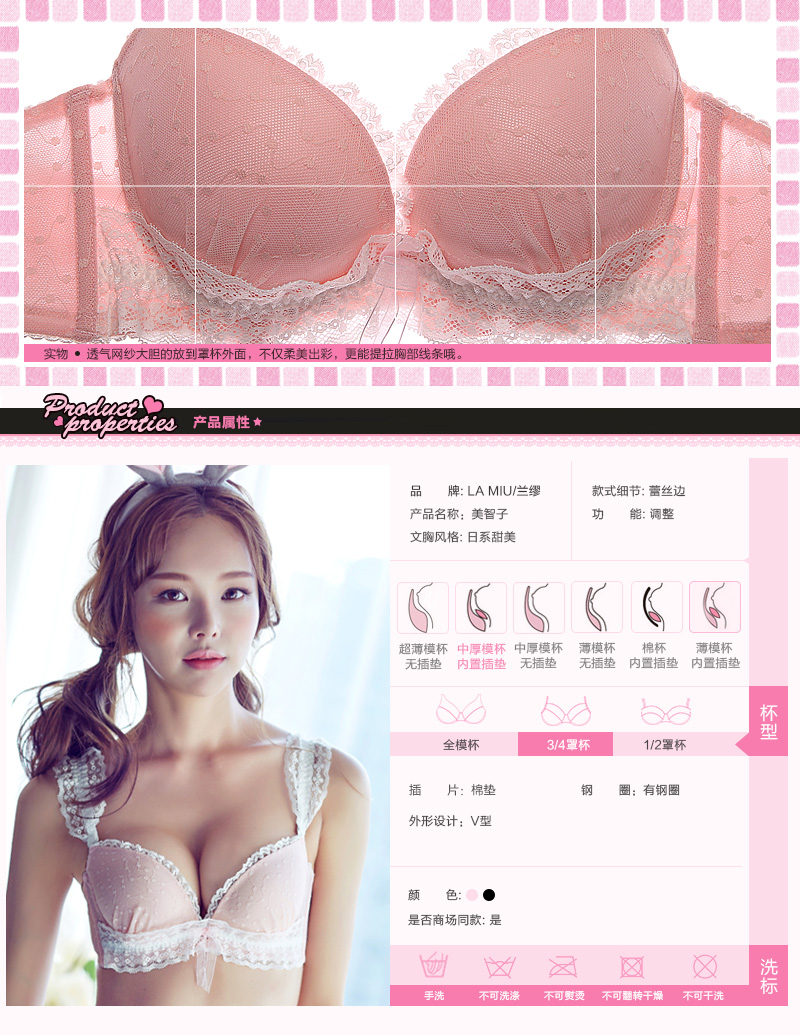 实物 • 透气网纱大胆的放到罩杯外面，不仅柔美出彩，更能提拉胸部线条哦。
Product
properties 产品属性★
品 牌: LA MIU/兰缪
产品名称：美智子
文胸风格: 日系甜美
款式细节: 蕾丝边
功 能: 调整
超薄模杯
无插垫
中厚模杯
内置插垫
中厚模杯
无插垫
薄模杯
无插垫
棉杯
内置插垫
薄模杯
内置插垫
杯型
全模杯 3/4罩杯 1/2罩杯
插 片: 棉垫 钢 圈：有钢圈
外形设计：V型
颜 色:
是否商场同款: 是
洗标
手洗 不可洗涤 不可熨烫 不可翻转干燥 不可干洗